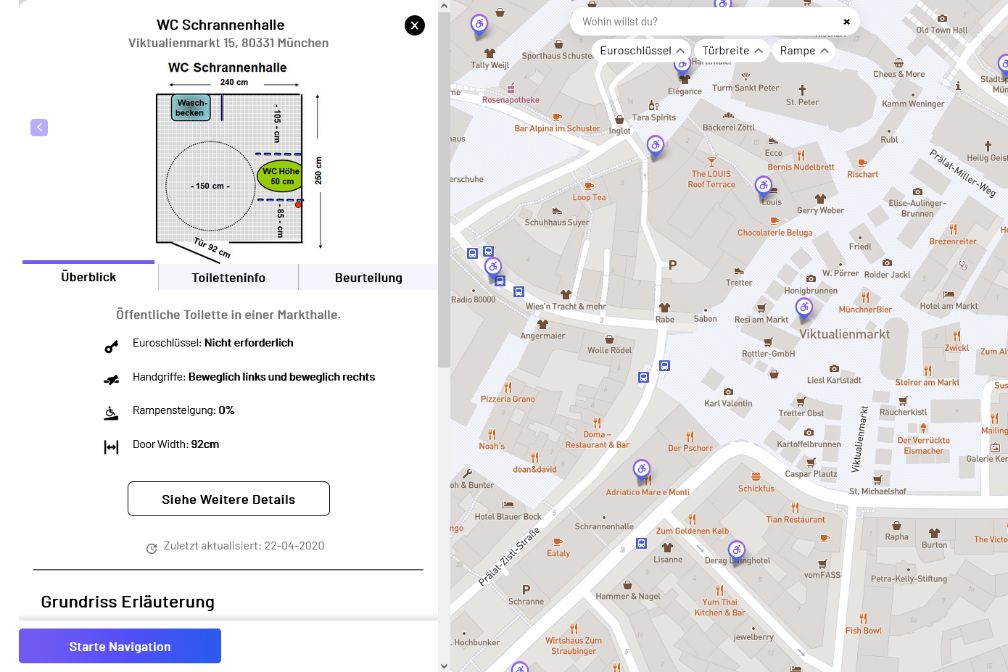 WC Schrannenhalle
Viktualienmarkt 15, 80331 München
WC Schrannenhalle
240 cm
Wasch-
becken
- 105 - cm
260 cm
WC Höhe
50 cm
- 150 cm -
- 85 - cm
Tür 92 cm
Überblick
Toiletteninfo
Beurteilung
Öffentliche Toilette in einer Markthalle.
Euroschlüssel: Nicht erforderlich
Handgriffe: Beweglich links und beweglich rechts
Rampensteigung: 0%
Door Width: 92cm
Siehe Weitere Details
Zuletzt aktualisiert: 22-04-2020
Grundriss Erläuterung
Starte Navigation
Wohin willst du?
Euroschlüssel
Türbreite
Rampe
Old Town Hall
Tally Weijl
Sporthaus Schuster
Elégance
Turm Sankt Peter
Chees & More
Rosenapotheke
St. Peter
Kamm Weninger
Tara Spirits
Bar Alpina im Schuster
Inglot
Bäckerei Zöttl
Rubl
Ecco
Bernis Nudelbrett
Heilig Geis
Prälat-Miller-Weg
The LOUIS
Roof Terrace
Rischart
Loop Tea
Louis
Gerry Weber
Elise-Aulinger-
Brunnen
Schuhhaus Suyer
Chocolaterie Beluga
Brezenreiter
Friedl
P
W. Pörrer
Roider Jackl
Tretter
Honigbrunnen
Radio 80000
Wies'n Tracht & mehr
MünchnerBier
Hotel am Markt
Rabe
Sabon
Resi am Markt
Angermaier
Viktualienmarkt
Wolle Rödel
Rottler-GmbH
Zwickl
Zum Al
Liesl Karlstadt
Steirer am Markt
Pizzeria Grano
Karl Valentin
Tretter Obst
Räucherkistl
Viktualienmarkt
Noah's
Doma –
Restaurant & Bar
Der Pschorr
Kartoffelbrunnen
Der Verrückte
Eismacher
Mailing
dean&david
Caspar Plautz
Galerie Ker
oh & Bunter
Adriatico Mare e Monti
Schickfus
St. Michaelshof
Hotel Blauer Bock
Schrannenhalle
Tian Restaurant
Zum Goldenen Kalb
Prälat-Zistl-Straße
Eataly
Lisanne
Derag Livinghotel
Rapha
Burton
The Victo
vomFASS
Petra-Kelly-Stiftung
P
Schranne
Hammer & Nagel
Yum Thai
Kitchen & Bar
Fish Bowl
Hochbunker
Wirtshaus Zum
Straubinger
jewelberry